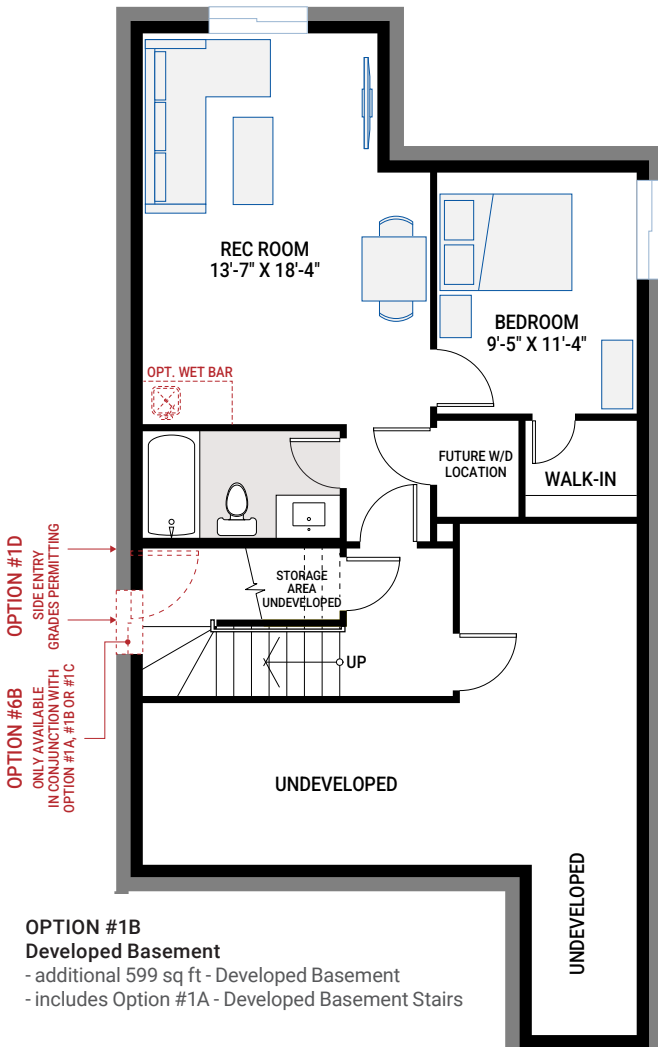 REC ROOM
13'-7" X 18'-4"
BEDROOM
9'-5" X 11'-4"
OPT. WET BAR
FUTURE W/D
LOCATION
WALK-IN
OPTION #1D
SIDE ENTRY
GRADES PERMITTING
STORAGE
AREA
UNDEVELOPED
UP
OPTION #6B
ONLY AVAILABLE
IN CONJUNCTION WITH
OPTION #1A, #1B OR #1C
UNDEVELOPED
UNDEVELOPED
OPTION #1B
Developed Basement
- additional 599 sq ft - Developed Basement
- includes Option #1A - Developed Basement Stairs